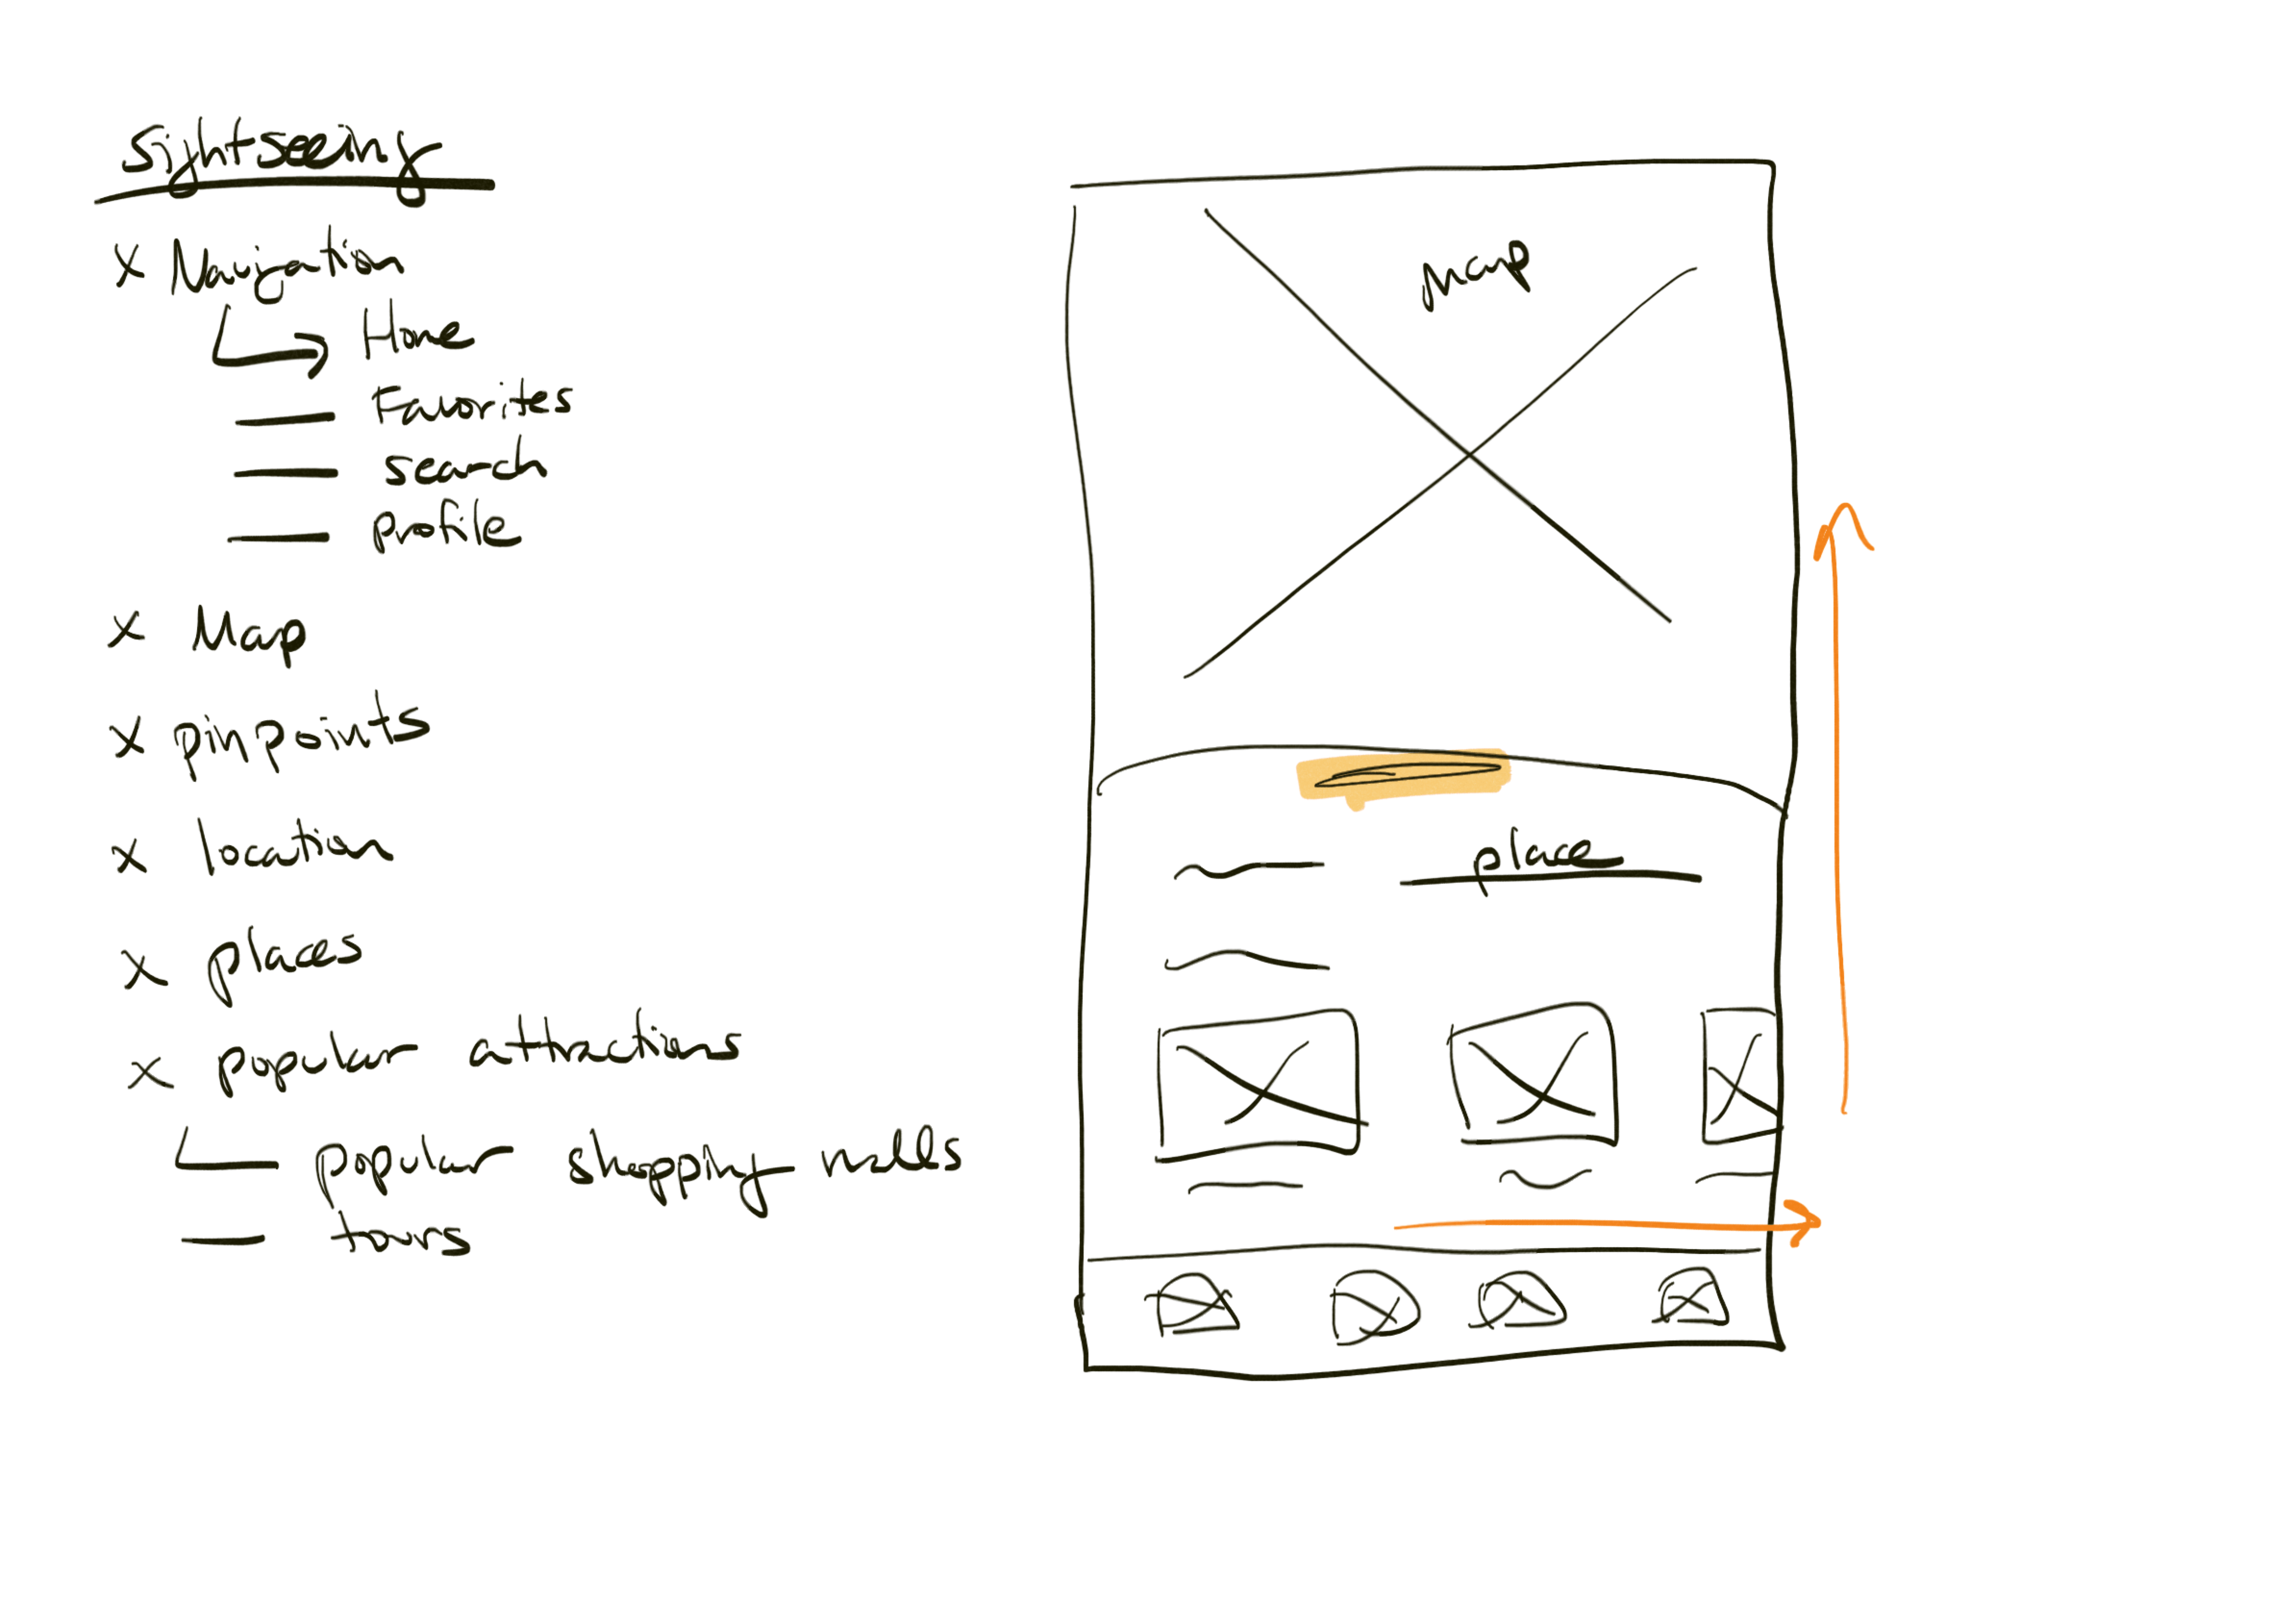 Sightseeing
x Navigation
Home
Favorites
search
profile
x Map
x pinpoints
x location
x places
x popular attractions
popular shopping malls
tours
Map
place